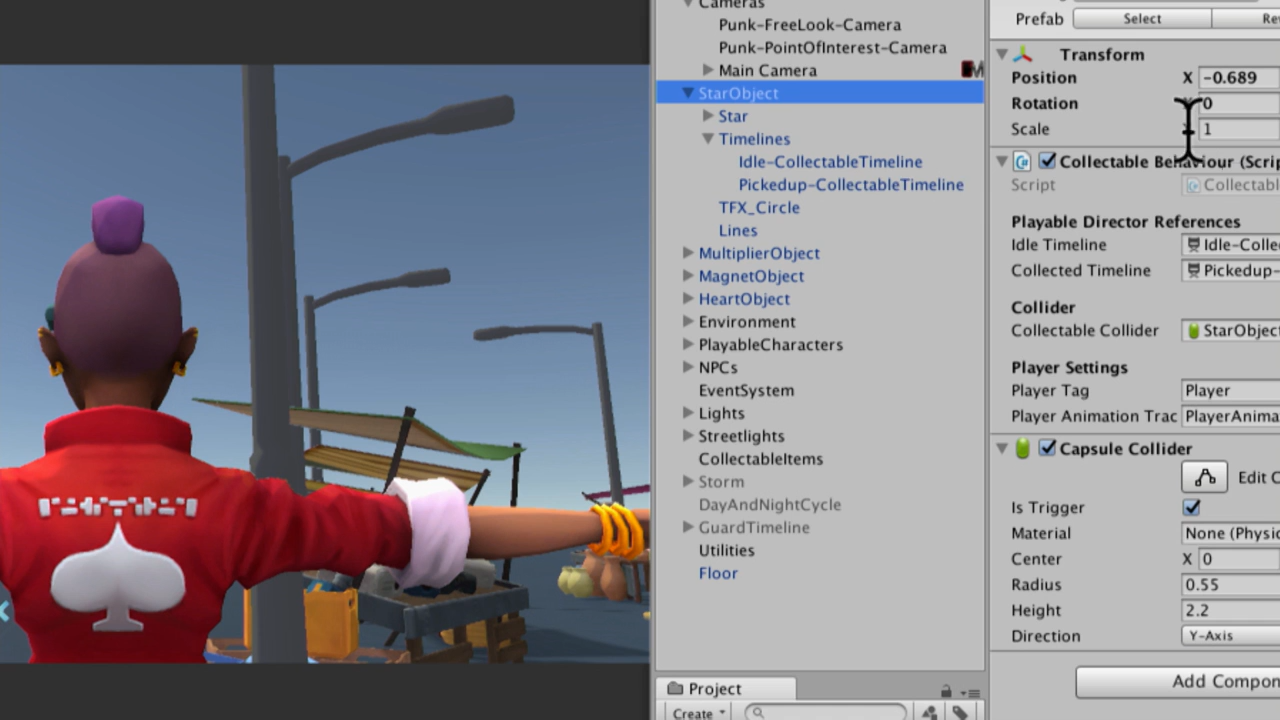 Cameras
Punk-FreeLook-Camera
Punk-PointOfInterest-Camera
Main Camera
StarObject
Star
Timelines
Idle-CollectableTimeline
Pickedup-CollectableTimeline
TFX_Circle
Lines
MultiplierObject
MagnetObject
HeartObject
Environment
PlayableCharacters
NPCs
EventSystem
Lights
Streetlights
CollectableItems
Storm
DayAndNightCycle
GuardTimeline
Utilities
Floor
Project
Create
Prefab Select Rev
Transform
Position X -0.689
Rotation 0
Scale 1
Collectable Behaviour (Scrip
Script Collectabl
Playable Director References
Idle Timeline Idle-Colle
Collected Timeline Pickedup-
Collider
Collectable Collider StarObject
Player Settings
Player Tag Player
Player Animation Trac PlayerAnima
Capsule Collider
Edit C
Is Trigger
Material None (Physic
Center X 0
Radius 0.55
Height 2.2
Direction Y-Axis
Add Compon